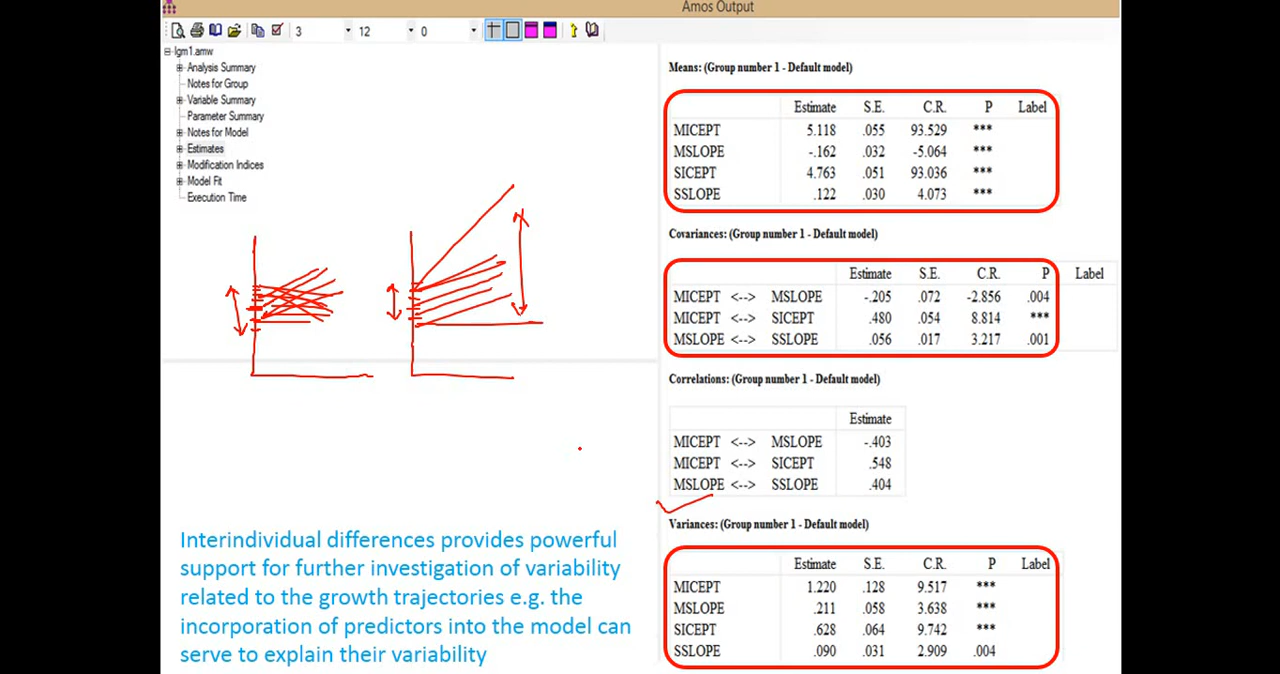 Amos Output
3 12 0
lgm1.amw
Analysis Summary
Notes for Group
Variable Summary
Parameter Summary
Notes for Model
Estimates
Modification Indices
Model Fit
Execution Time
Interindividual differences provides powerful
support for further investigation of variability
related to the growth trajectories e.g. the
incorporation of predictors into the model can
serve to explain their variability
Means: (Group number 1 - Default model)
Estimate S.E. C.R. P Label
MICEPT 5.118 .055 93.529 ***
MSLOPE -.162 .032 -5.064 ***
SICEPT 4.763 .051 93.036 ***
SSLOPE .122 .030 4.073 ***
Covariances: (Group number 1 - Default model)
Estimate S.E. C.R. P Label
MICEPT <--> MSLOPE -.205 .072 -2.856 .004
MICEPT <--> SICEPT .480 .054 8.814 ***
MSLOPE <--> SSLOPE .056 .017 3.217 .001
Correlations: (Group number 1 - Default model)
Estimate
MICEPT <--> MSLOPE -.403
MICEPT <--> SICEPT .548
MSLOPE <--> SSLOPE .404
Variances: (Group number 1 - Default model)
Estimate S.E. C.R. P Label
MICEPT 1.220 .128 9.517 ***
MSLOPE .211 .058 3.638 ***
SICEPT .628 .064 9.742 ***
SSLOPE .090 .031 2.909 .004